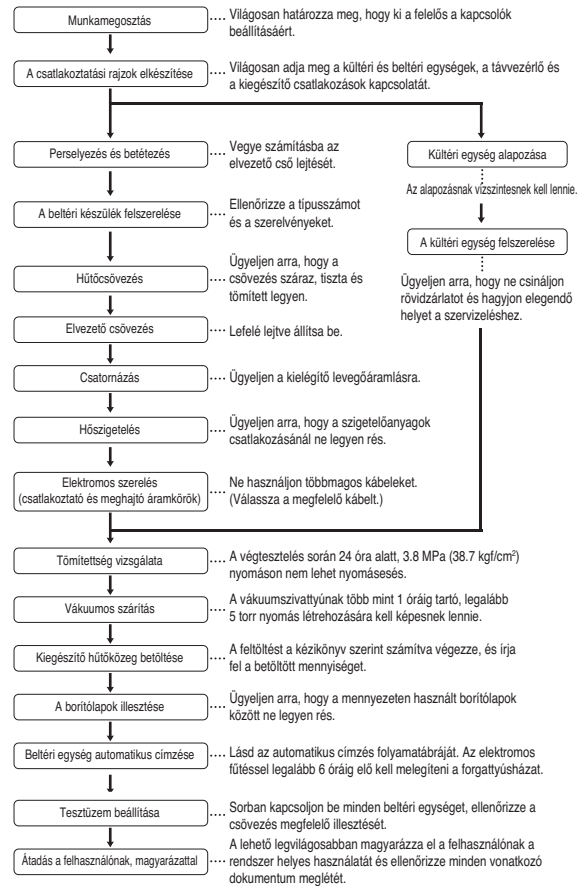 Munkamegosztás
Világosan határozza meg, hogy ki a felelős a kapcsolók
beállításáért.
A csatlakoztatási rajzok elkészítése
Világosan adja meg a kültéri és beltéri egységek, a távvezérlő és
a kiegészítő csatlakozások kapcsolatát.
Perselyezés és betétezés
Vegye számításba az
elvezető cső lejtését.
A beltéri készülék felszerelése
Ellenőrizze a típusszámot
és a szerelvényeket.
Hűtőcsövezés
Ügyeljen arra, hogy a
csövezés száraz, tiszta és
tömített legyen.
Elvezető csövezés
Lefelé lejtve állítsa be.
Csatornázás
Ügyeljen a kielégítő levegőáramlásra.
Hőszigetelés
Ügyeljen arra, hogy a szigetelőanyagok
csatlakozásánál ne legyen rés.
Elektromos szerelés
(csatlakoztató és meghajtó áramkörök)
Ne használjon többmagos kábeleket.
(Válassza a megfelelő kábelt.)
Kültéri egység alapozása
Az alapozásnak vízszintesnek kell lennie.
A kültéri egység felszerelése
Ügyeljen arra, hogy ne csináljon
rövidzárlatot és hagyjon elegendő
helyet a szervizeléshez.
Tömítettség vizsgálata
A végtesztelés során 24 óra alatt, 3.8 MPa (38.7 kgf/cm²)
nyomáson nem lehet nyomásesés.
Vákuumos szárítás
A vákuumszivattyúnak több mint 1 óráig tartó, legalább
5 torr nyomás létrehozására kell képesnek lennie.
Kiegészítő hűtőközeg betöltése
A feltöltést a kézikönyv szerint számítva végezze, és írja
fel a betöltött mennyiséget.
A borítólapok illesztése
Ügyeljen arra, hogy a mennyezeten használt borítólapok
között ne legyen rés.
Beltéri egység automatikus címzése
Lásd az automatikus címzés folyamatábráját. Az elektromos
fűtéssel legalább 6 óráig elő kell melegíteni a forgattyúsházat.
Tesztüzem beállítása
Sorban kapcsoljon be minden beltéri egységet, ellenőrizze a
csövezés megfelelő illesztését.
Átadás a felhasználónak, magyarázattal
A lehető legvilágosabban magyarázza el a felhasználónak a
rendszer helyes használatát és ellenőrizze minden vonatkozó
dokumentum meglétét.